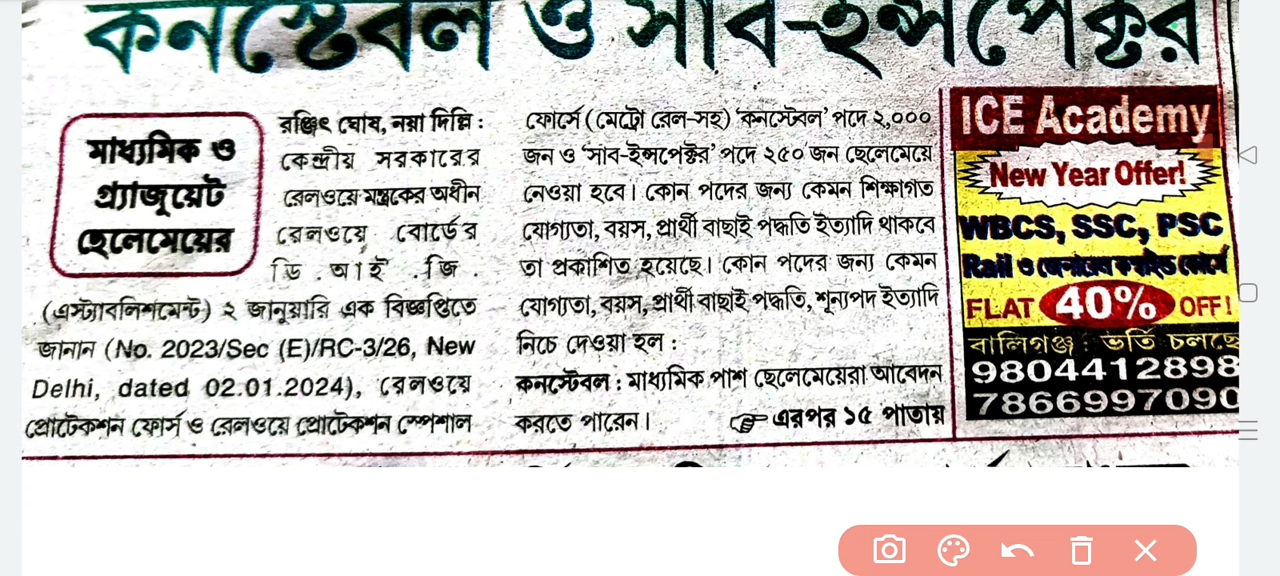 কনস্টেবল ও সাব-ইন্সপেক্টর
মাধ্যমিক ও
গ্র্যাজুয়েট
ছেলেমেয়ের
রঞ্জিৎ ঘোষ, নয়া দিল্লি :
কেন্দ্রীয় সরকারের
রেলওয়ে মন্ত্রকের অধীন
রেলওয়ে বোর্ডের
ডি . আই . জি .
(এস্টাবলিশমেন্ট) ২ জানুয়ারি এক বিজ্ঞপ্তিতে
জানান (No. 2023/Sec (E)/RC-3/26, New
Delhi, dated 02.01.2024), রেলওয়ে
প্রোটেকশন ফোর্স ও রেলওয়ে প্রোটেকশন স্পেশাল
ফোর্সে (মেট্রো রেল-সহ) 'কনস্টেবল' পদে ২,০০০
জন ও 'সাব-ইন্সপেক্টর' পদে ২৫০ জন ছেলেমেয়ে
নেওয়া হবে। কোন পদের জন্য কেমন শিক্ষাগত
যোগ্যতা, বয়স, প্রার্থী বাছাই পদ্ধতি ইত্যাদি থাকবে
তা প্রকাশিত হয়েছে। কোন পদের জন্য কেমন
যোগ্যতা, বয়স, প্রার্থী বাছাই পদ্ধতি, শূন্যপদ ইত্যাদি
নিচে দেওয়া হল :
কনস্টেবল : মাধ্যমিক পাশ ছেলেমেয়েরা আবেদন
করতে পারেন।
এরপর ১৫ পাতায়
ICE Academy
New Year Offer!
WBCS, SSC, PSC
Rail ও
FLAT 40% OFF!
বালিগঞ্জ : ভর্তি চলছে
9804412898
7866997090